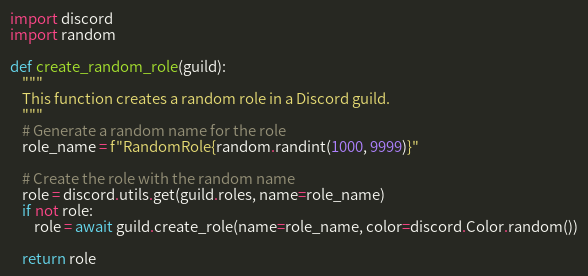 import discord
import random

def create_random_role(guild):
    """
    This function creates a random role in a Discord guild.
    """
    # Generate a random name for the role
    role_name = f"RandomRole{random.randint(1000, 9999)}"

    # Create the role with the random name
    role = discord.utils.get(guild.roles, name=role_name)
    if not role:
        role = await guild.create_role(name=role_name, color=discord.Color.random())

    return role